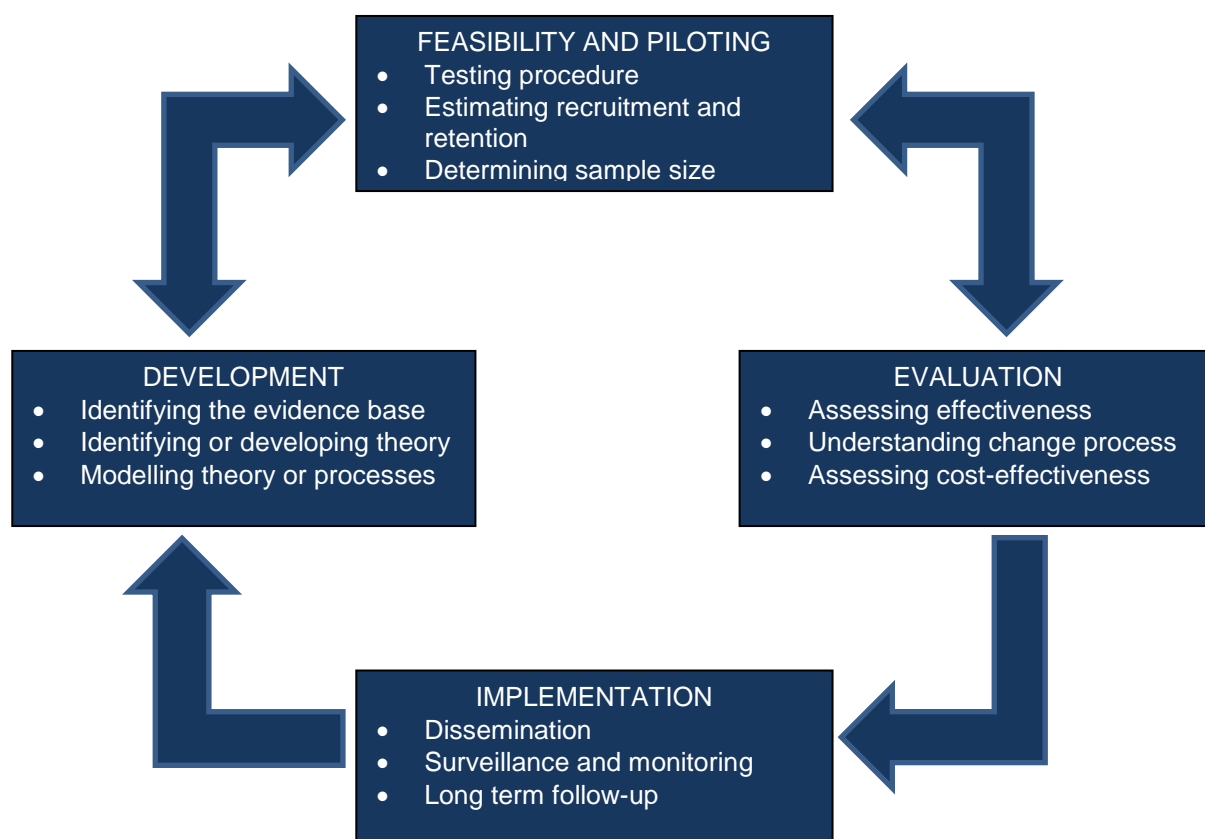 FEASIBILITY AND PILOTING
• Testing procedure
• Estimating recruitment and
retention
• Determining sample size
DEVELOPMENT
• Identifying the evidence base
• Identifying or developing theory
• Modelling theory or processes
EVALUATION
• Assessing effectiveness
• Understanding change process
• Assessing cost-effectiveness
IMPLEMENTATION
• Dissemination
• Surveillance and monitoring
• Long term follow-up